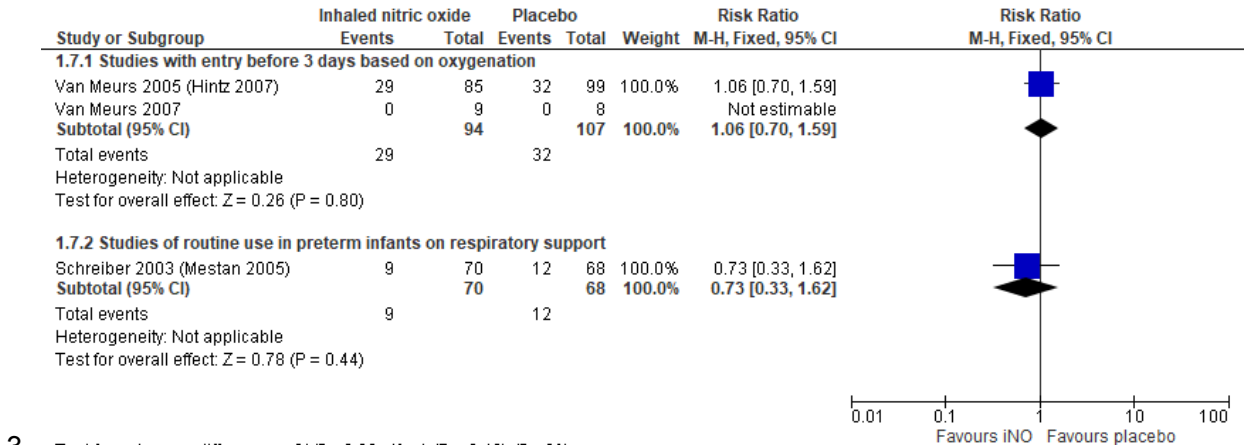 Inhaled nitric oxide Placebo Risk Ratio Risk Ratio
Study or Subgroup Events Total Events Total Weight M-H, Fixed, 95% CI M-H, Fixed, 95% CI
1.7.1 Studies with entry before 3 days based on oxygenation
Van Meurs 2005 (Hintz 2007) 29 85 32 99 100.0% 1.06 [0.70, 1.59]
Van Meurs 2007 0 9 0 8 Not estimable
Subtotal (95% CI) 94 107 100.0% 1.06 [0.70, 1.59]
Total events 29 32
Heterogeneity: Not applicable
Test for overall effect: Z = 0.26 (P = 0.80)
1.7.2 Studies of routine use in preterm infants on respiratory support
Schreiber 2003 (Mestan 2005) 9 70 12 68 100.0% 0.73 [0.33, 1.62]
Subtotal (95% CI) 70 68 100.0% 0.73 [0.33, 1.62]
Total events 9 12
Heterogeneity: Not applicable
Test for overall effect: Z = 0.78 (P = 0.44)
0.01 0.1 1 10 100
Favours iNO Favours placebo
3